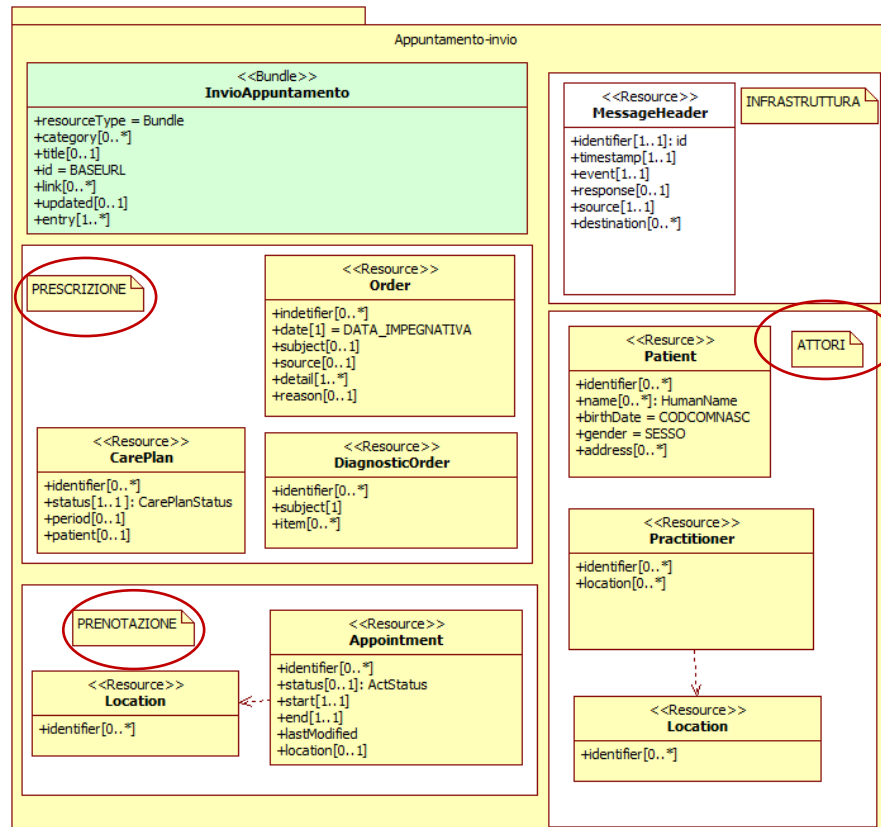 Appuntamento-invio
<<Bundle>>
InvioAppuntamento
+resourceType = Bundle
+category[0..*]
+title[0..1]
+id = BASEURL
+link[0..*]
+updated[0..1]
+entry[1..*]
<<Resource>>
MessageHeader
+identifier[1..1]: id
+timestamp[1..1]
+event[1..1]
+response[0..1]
+source[1..1]
+destination[0..*]
INFRASTRUTTURA
PRESCRIZIONE
<<Resource>>
Order
+indetifier[0..*]
+date[1] = DATA_IMPEGNATIVA
+subject[0..1]
+source[0..1]
+detail[1..*]
+reason[0..1]
<<Resource>>
CarePlan
+identifier[0..*]
+status[1..1]: CarePlanStatus
+period[0..1]
+patient[0..1]
<<Resource>>
DiagnosticOrder
+identifier[0..*]
+subject[1]
+item[0..*]
<<Resurce>>
Patient
+identifier[0..*]
+name[0..*]: HumanName
+birthDate = CODCOMNASC
+gender = SESSO
+address[0..*]
ATTORI
<<Resource>>
Practitioner
+identifier[0..*]
+location[0..*]
<<Resource>>
Location
+identifier[0..*]
PRENOTAZIONE
<<Resource>>
Location
+identifier[0..*]
<<Resource>>
Appointment
+identifier[0..*]
+status[0..1]: ActStatus
+start[1..1]
+end[1..1]
+lastModified
+location[0..1]